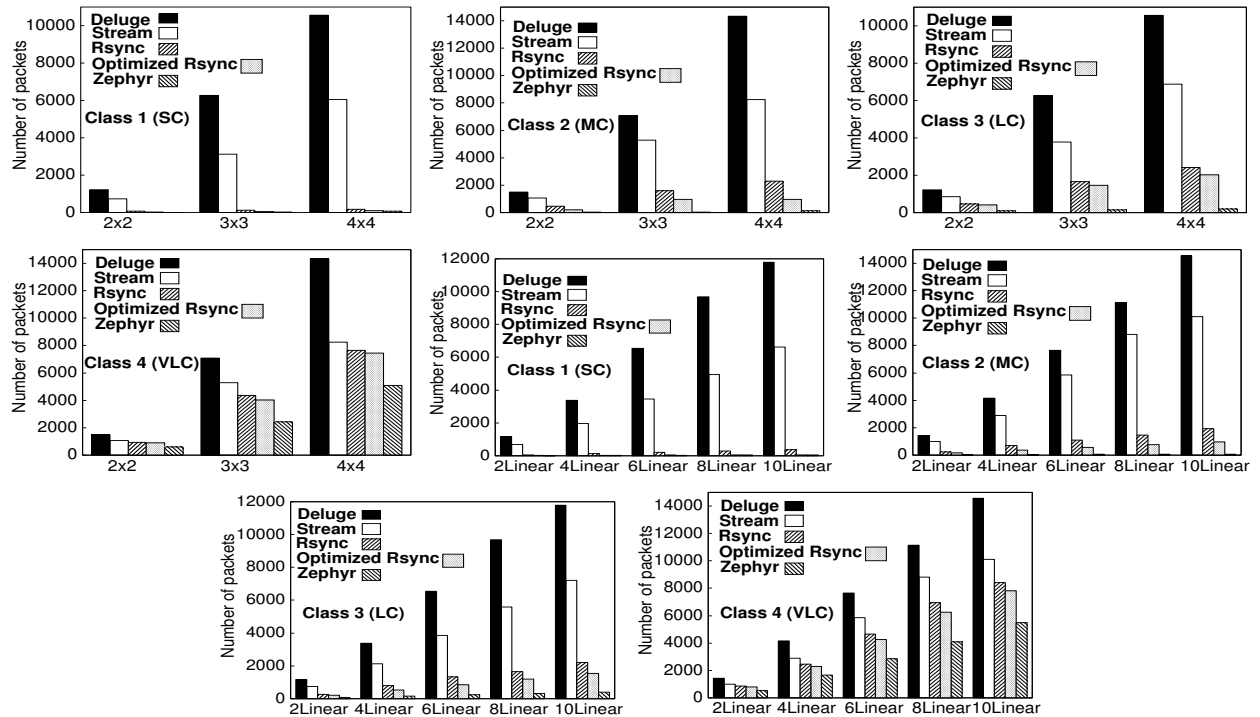 Number of packets
10000
8000
6000
4000
2000
0
Deluge
Stream
Rsync
Optimized Rsync
Zephyr
Class 1 (SC)
2x2 3x3 4x4
Number of packets
14000
12000
10000
8000
6000
4000
2000
0
Deluge
Stream
Rsync
Optimized Rsync
Zephyr
Class 2 (MC)
2x2 3x3 4x4
Number of packets
10000
8000
6000
4000
2000
0
Deluge
Stream
Rsync
Optimized Rsync
Zephyr
Class 3 (LC)
2x2 3x3 4x4
Number of packets
14000
12000
10000
8000
6000
4000
2000
0
Deluge
Stream
Rsync
Optimized Rsync
Zephyr
Class 4 (VLC)
2x2 3x3 4x4
Number of packets
12000
10000
8000
6000
4000
2000
0
Deluge
Stream
Rsync
Optimized Rsync
Zephyr
Class 1 (SC)
2Linear 4Linear 6Linear 8Linear 10Linear
Number of packets
14000
12000
10000
8000
6000
4000
2000
0
Deluge
Stream
Rsync
Optimized Rsync
Zephyr
Class 2 (MC)
2Linear 4Linear 6Linear 8Linear 10Linear
Number of packets
12000
10000
8000
6000
4000
2000
0
Deluge
Stream
Rsync
Optimized Rsync
Zephyr
Class 3 (LC)
2Linear 4Linear 6Linear 8Linear 10Linear
Number of packets
14000
12000
10000
8000
6000
4000
2000
0
Deluge
Stream
Rsync
Optimized Rsync
Zephyr
Class 4 (VLC)
2Linear 4Linear 6Linear 8Linear 10Linear